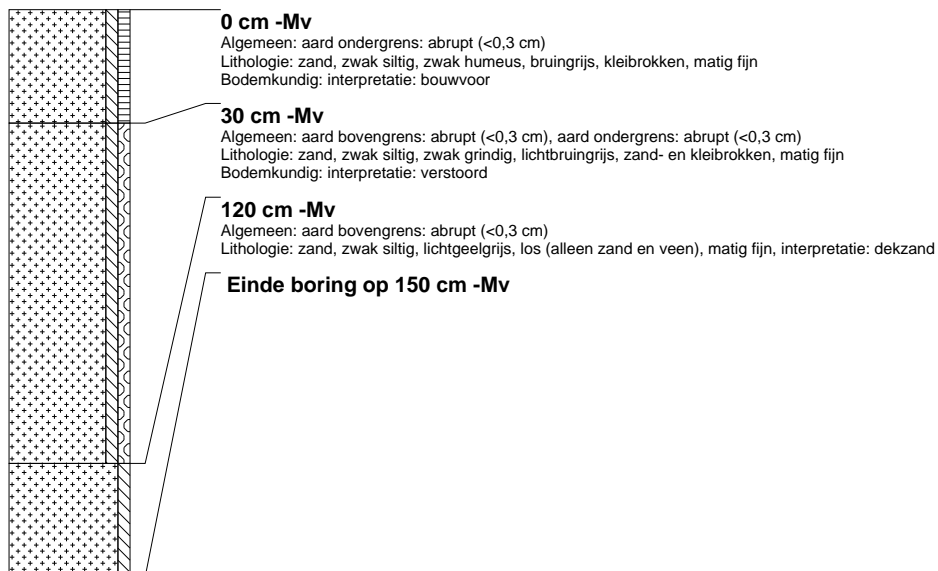 0 cm -Mv
Algemeen: aard ondergrens: abrupt (<0,3 cm)
Lithologie: zand, zwak siltig, zwak humeus, bruingrijs, kleibrokken, matig fijn
Bodemkundig: interpretatie: bouwvoor
30 cm -Mv
Algemeen: aard bovengrens: abrupt (<0,3 cm), aard ondergrens: abrupt (<0,3 cm)
Lithologie: zand, zwak siltig, zwak grindig, lichtbruingrijs, zand- en kleibrokken, matig fijn
Bodemkundig: interpretatie: verstoord
120 cm -Mv
Algemeen: aard bovengrens: abrupt (<0,3 cm)
Lithologie: zand, zwak siltig, lichtgeelgrijs, los (alleen zand en veen), matig fijn, interpretatie: dekzand
Einde boring op 150 cm -Mv